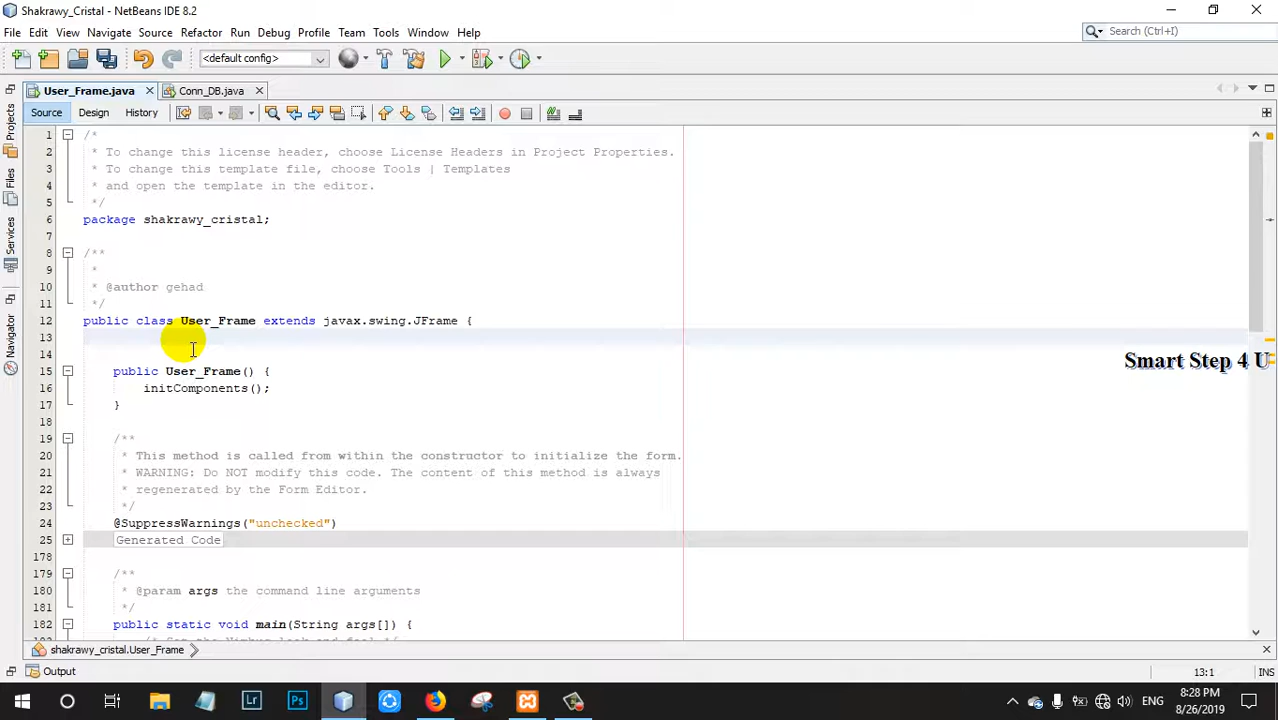 Shakrawy_Cristal - NetBeans IDE 8.2
File Edit View Navigate Source Refactor Run Debug Profile Team Tools Window Help
Search (Ctrl+I)
<default config>
User_Frame.java Conn_DB.java
Source Design History
Projects
Files
Services
Navigator
1 /*
2 * To change this license header, choose License Headers in Project Properties.
3 * To change this template file, choose Tools | Templates
4 * and open the template in the editor.
5 */
6 package shakrawy_cristal;
7
8 /**
9 *
10 * @author gehad
11 */
12 public class User_Frame extends javax.swing.JFrame {
13
14
15 public User_Frame() {
16 initComponents();
17 }
18
19 /**
20 * This method is called from within the constructor to initialize the form.
21 * WARNING: Do NOT modify this code. The content of this method is always
22 * regenerated by the Form Editor.
23 */
24 @SuppressWarnings("unchecked")
25 Generated Code
178
179 /**
180 * @param args the command line arguments
181 */
182 public static void main(String args[]) {
Smart Step 4 U
shakrawy_cristal.User_Frame
Output
13:1 INS
Lr Ps
ENG
8:28 PM
8/26/2019